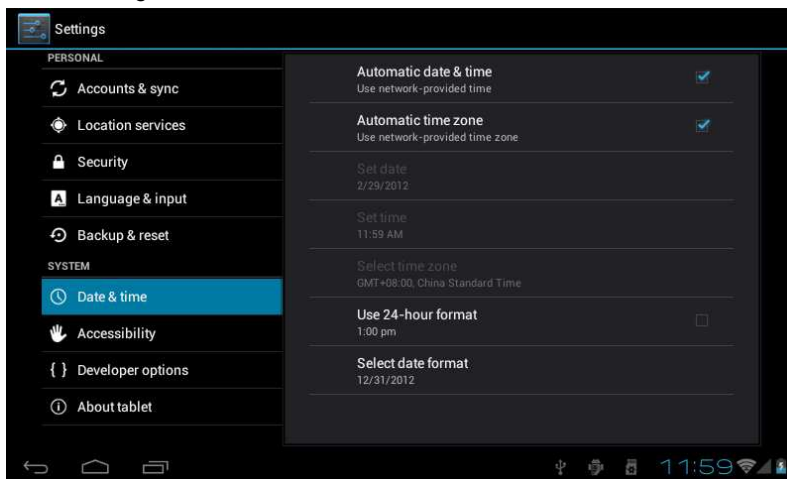 Settings
PERSONAL
Accounts & sync
Location services
Security
Language & input
Backup & reset
SYSTEM
Date & time
Accessibility
{ } Developer options
About tablet
Automatic date & time
Use network-provided time
Automatic time zone
Use network-provided time zone
Set date
2/29/2012
Set time
11:59 AM
Select time zone
GMT+08:00, China Standard Time
Use 24-hour format
1:00 pm
Select date format
12/31/2012
11:59